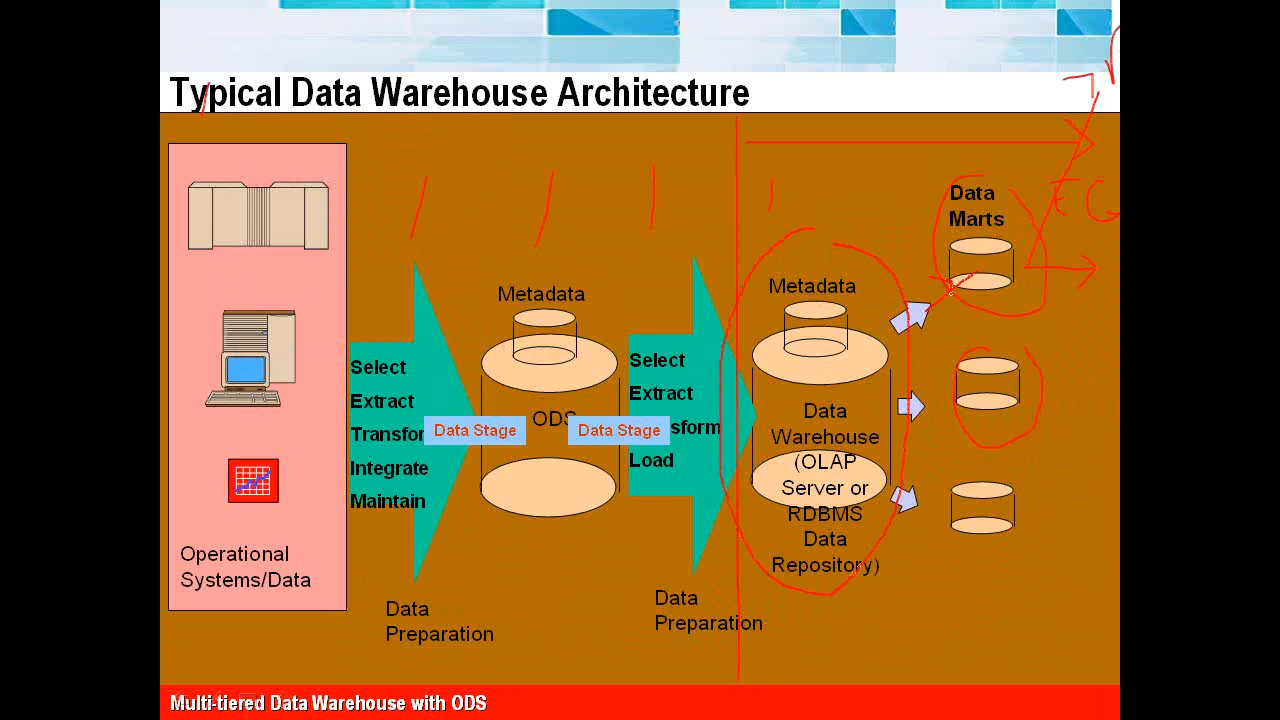 Typical Data Warehouse Architecture
Operational
Systems/Data
Select
Extract
Transfor
Integrate
Maintain
Data Stage
Data
Preparation
Metadata
ODS
Data Stage
Select
Extract
sform
Load
Data
Preparation
Metadata
Data
Warehouse
(OLAP
Server or
RDBMS
Data
Repository)
Data
Marts
Multi-tiered Data Warehouse with ODS